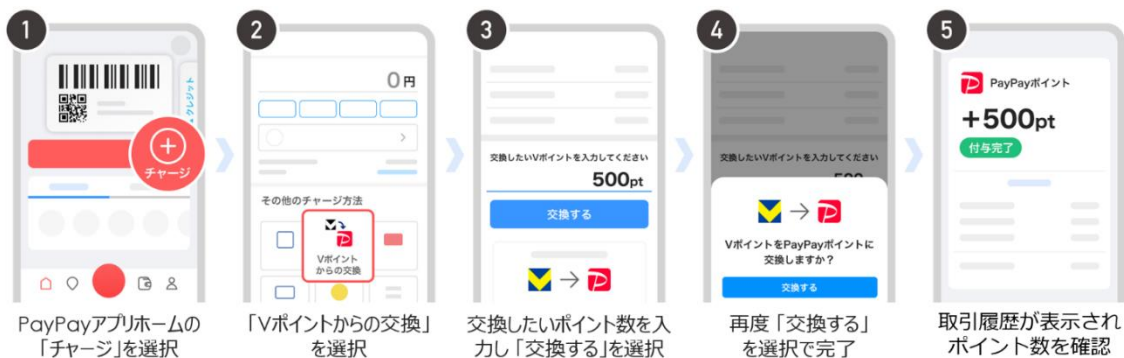 1
クレジット
チャージ
PayPayアプリホームの
「チャージ」を選択
2
0円
その他のチャージ方法
Vポイント
からの交換
「Vポイントからの交換」
を選択
3
交換したいVポイントを入力してください
500pt
交換する
交換したいポイント数を入
力し「交換する」を選択
4
交換したいVポイントを入力してください
VポイントをPayPayポイントに
交換しますか？
交換する
再度「交換する」
を選択で完了
5
PayPayポイント
+500pt
付与完了
取引履歴が表示され
ポイント数を確認